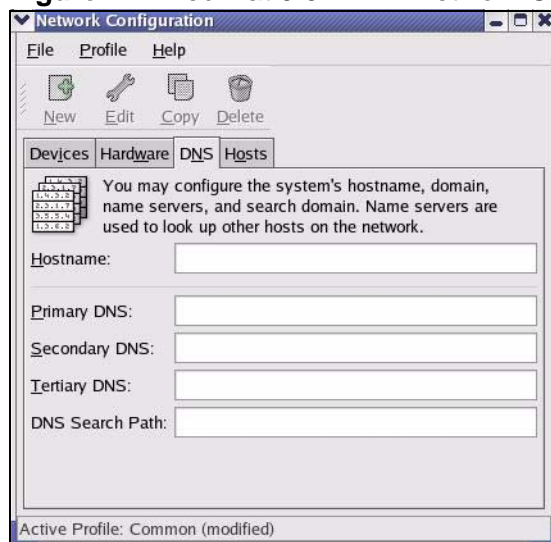 Network Configuration
File Profile Help
New Edit Copy Delete
Devices Hardware DNS Hosts
You may configure the system's hostname, domain,
name servers, and search domain. Name servers are
used to look up other hosts on the network.
Hostname:
Primary DNS:
Secondary DNS:
Tertiary DNS:
DNS Search Path:
Active Profile: Common (modified)